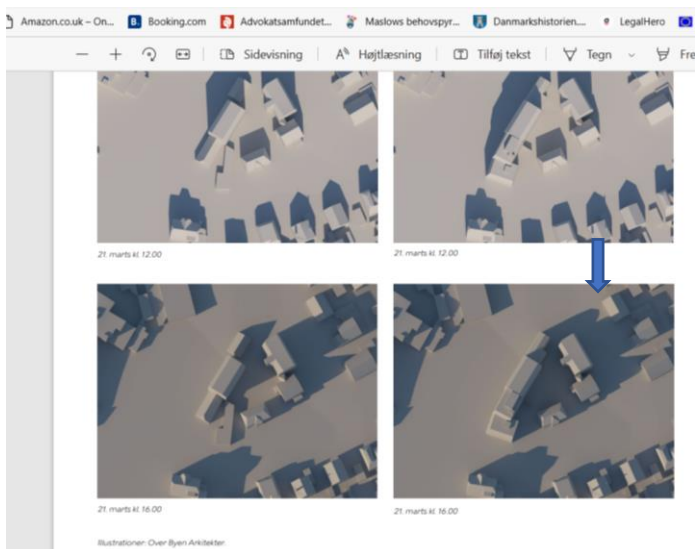 Amazon.co.uk – On...
B. Booking.com
Advokatsamfundet...
Maslows behovspyr...
Danmarkshistorien....
LegalHero
Sidevisning
A Højtlæsning
Tilføj tekst
Tegn
Fre
21. marts kl. 12.00
21. marts kl. 12.00
21. marts kl. 16.00
21. marts kl. 16.00
Illustrationer: Over Byen Arkitekter.